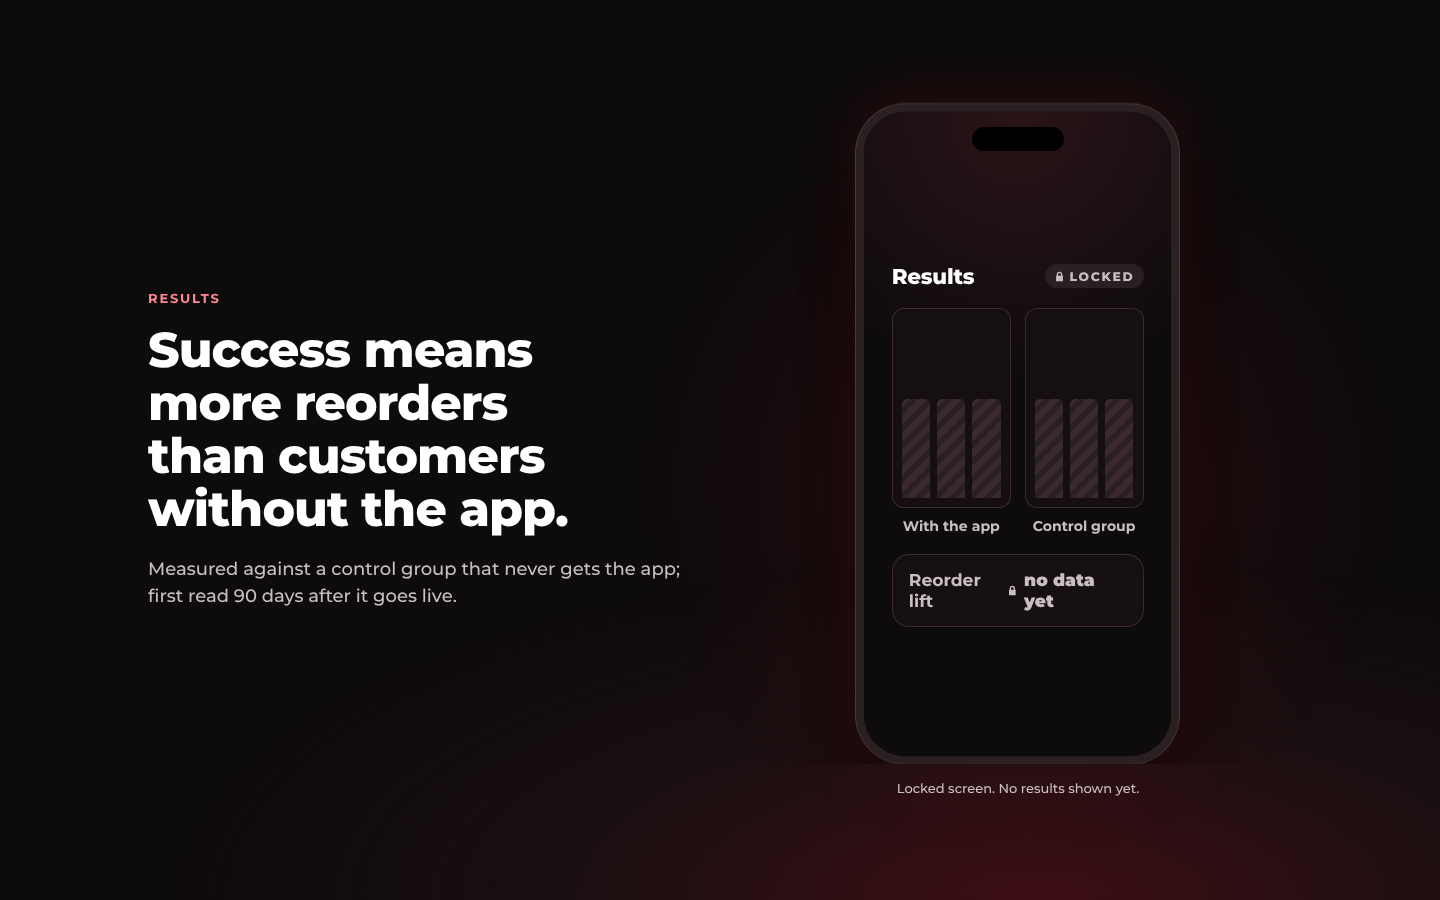 RESULTS
Success means
more reorders
than customers
without the app.
Measured against a control group that never gets the app;
first read 90 days after it goes live.
Results
LOCKED
With the app
Control group
Reorder lift
no data yet
Locked screen. No results shown yet.